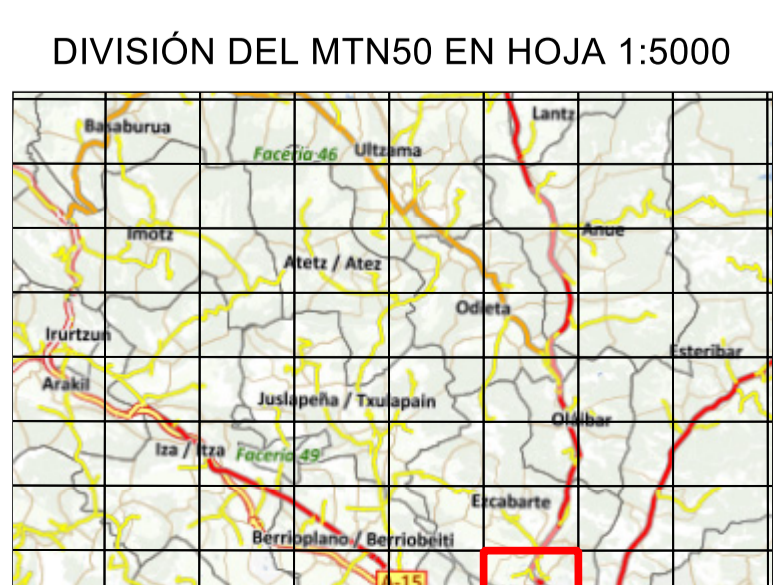 DIVISIÓN DEL MTN50 EN HOJA 1:5000
Lantz
Basaburua
Facería 46
Ultzama
Imotz
Anue
Atetz / Atez
Odieta
Irurtzun
Esteribar
Arakil
Juslapeña / Txulapain
Oláibar
Iza / Itza
Facería 49
Ezcabarte
Berrioplano / Berriobeiti
A-15